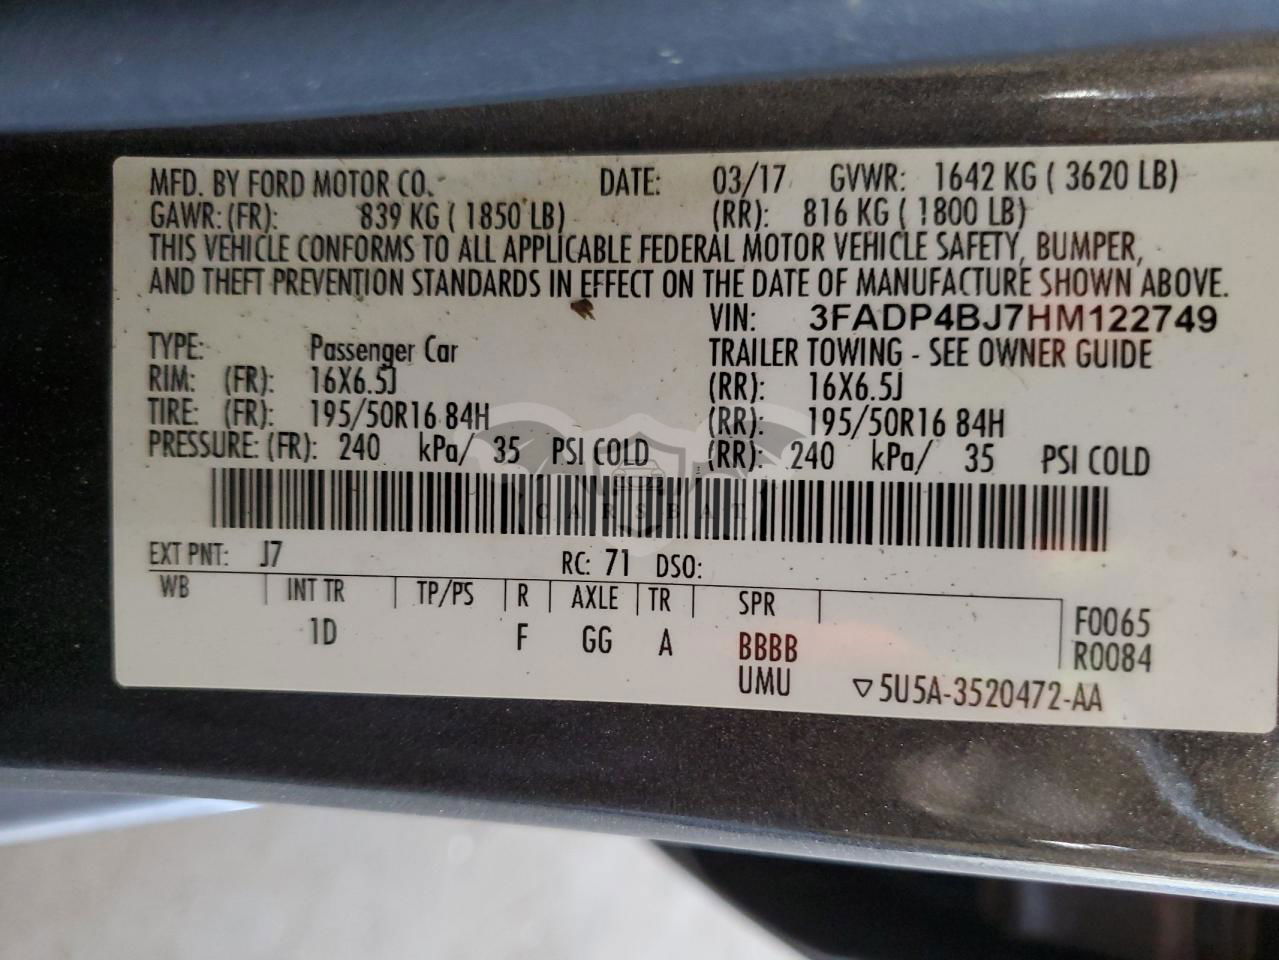 MFD. BY FORD MOTOR CO. DATE: 03/17 GVWR: 1642 KG ( 3620 LB)
GAWR: (FR): 839 KG ( 1850 LB) (RR): 816 KG ( 1800 LB)
THIS VEHICLE CONFORMS TO ALL APPLICABLE FEDERAL MOTOR VEHICLE SAFETY, BUMPER,
AND THEFT PREVENTION STANDARDS IN EFFECT ON THE DATE OF MANUFACTURE SHOWN ABOVE.
VIN: 3FADP4BJ7HM122749
TYPE: Passenger Car TRAILER TOWING - SEE OWNER GUIDE
RIM: (FR): 16X6.5J (RR): 16X6.5J
TIRE: (FR): 195/50R16 84H (RR): 195/50R16 84H
PRESSURE: (FR): 240 kPa/ 35 PSI COLD (RR): 240 kPa/ 35 PSI COLD
CARSBAT
EXT PNT: J7 RC: 71 DSO:
WB INT TR TP/PS R AXLE TR SPR F0065
1D F GG A BBBB R0084
UMU ▽5U5A-3520472-AA